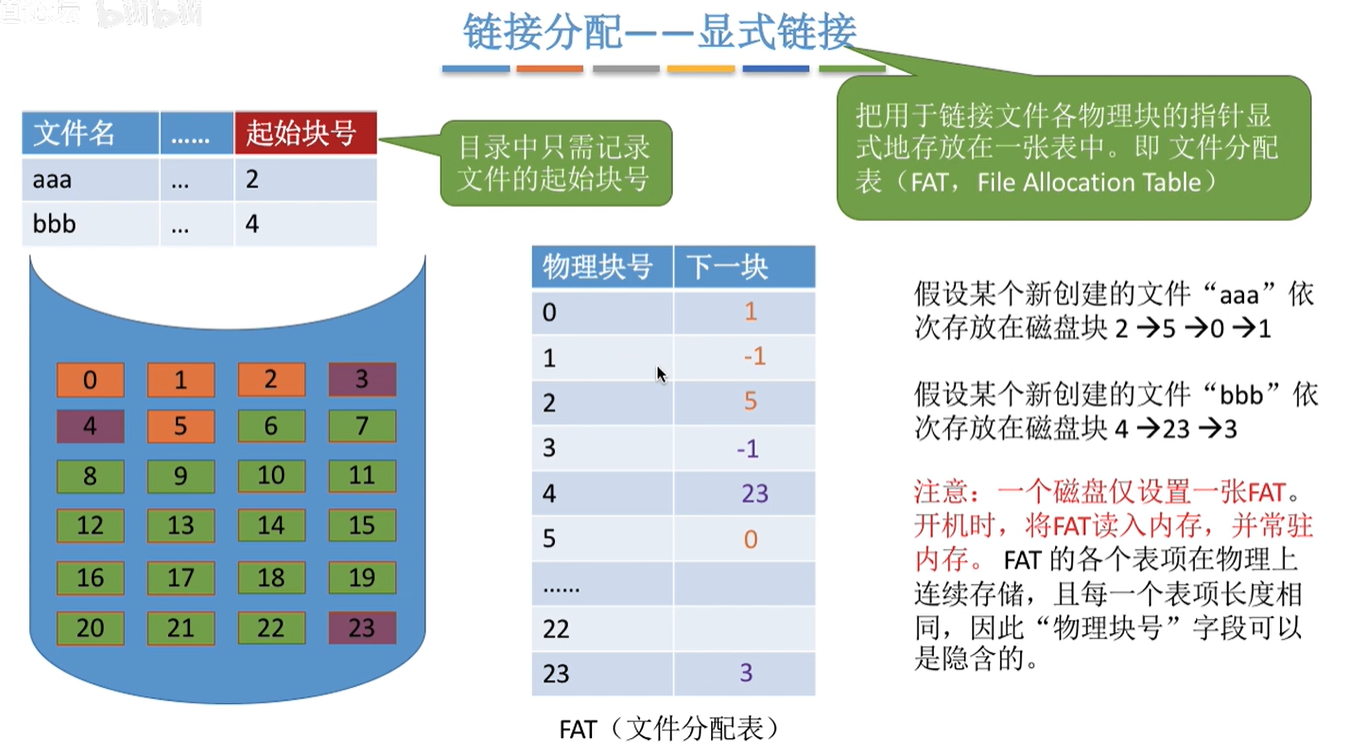 链接分配——显式链接
把用于链接文件各物理块的指针显
式地存放在一张表中。即 文件分配
表（FAT，File Allocation Table）
文件名 …… 起始块号
aaa ... 2
bbb ... 4
目录中只需记录
文件的起始块号
0 1 2 3
4 5 6 7
8 9 10 11
12 13 14 15
16 17 18 19
20 21 22 23
物理块号 下一块
0 1
1 -1
2 5
3 -1
4 23
5 0
……
22
23 3
FAT（文件分配表）
假设某个新创建的文件“aaa”依
次存放在磁盘块 2 →5 →0 →1
假设某个新创建的文件“bbb”依
次存放在磁盘块 4 →23 →3
注意：一个磁盘仅设置一张FAT。
开机时，将FAT读入内存，并常驻
内存。 FAT 的各个表项在物理上
连续存储，且每一个表项长度相
同，因此“物理块号”字段可以
是隐含的。